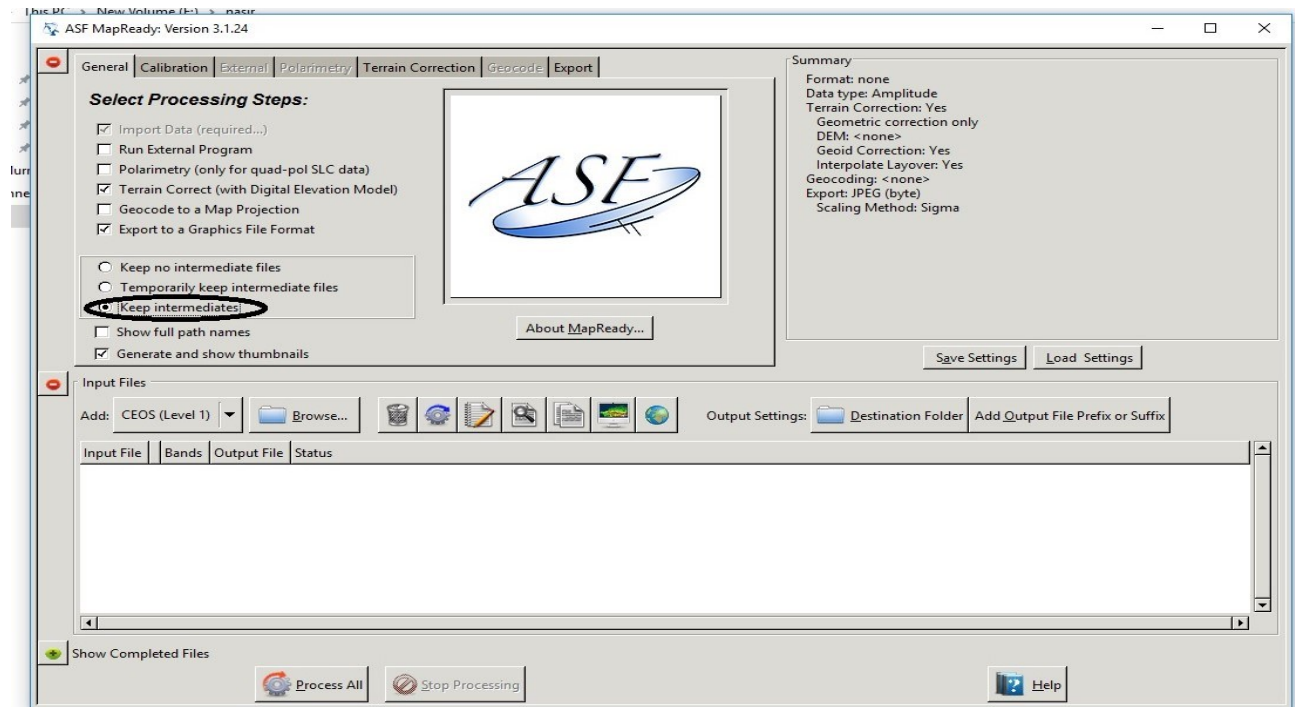 This PC > New Volume (F:) > nasir
ASF MapReady: Version 3.1.24
General Calibration External Polarimetry Terrain Correction Geocode Export
Select Processing Steps:
Import Data (required...)
Run External Program
Polarimetry (only for quad-pol SLC data)
Terrain Correct (with Digital Elevation Model)
Geocode to a Map Projection
Export to a Graphics File Format
Keep no intermediate files
Temporarily keep intermediate files
Keep intermediates
Show full path names
Generate and show thumbnails
ASF
About MapReady...
Summary
Format: none
Data type: Amplitude
Terrain Correction: Yes
Geometric correction only
DEM: <none>
Geoid Correction: Yes
Interpolate Layover: Yes
Geocoding: <none>
Export: JPEG (byte)
Scaling Method: Sigma
Save Settings Load Settings
Input Files
Add: CEOS (Level 1) Browse... Output Settings: Destination Folder Add Output File Prefix or Suffix
Input File Bands Output File Status
Show Completed Files
Process All Stop Processing Help